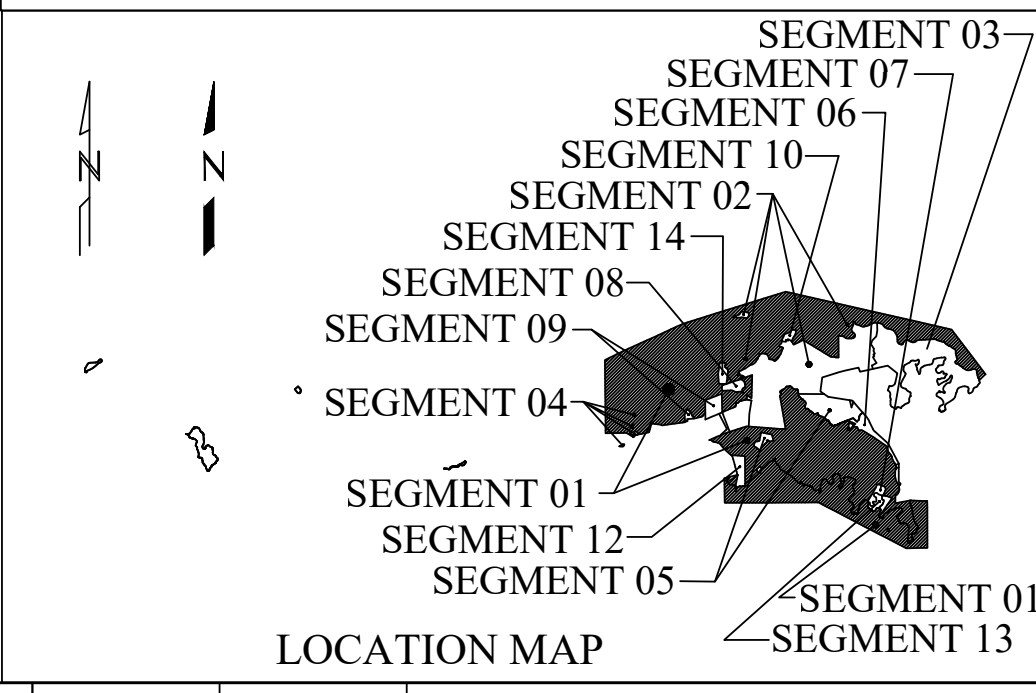 SEGMENT 03
SEGMENT 07
SEGMENT 06
N N
SEGMENT 10
SEGMENT 02
SEGMENT 14
SEGMENT 08
SEGMENT 09
SEGMENT 04
SEGMENT 01
SEGMENT 12
SEGMENT 05
SEGMENT 01
SEGMENT 13
LOCATION MAP